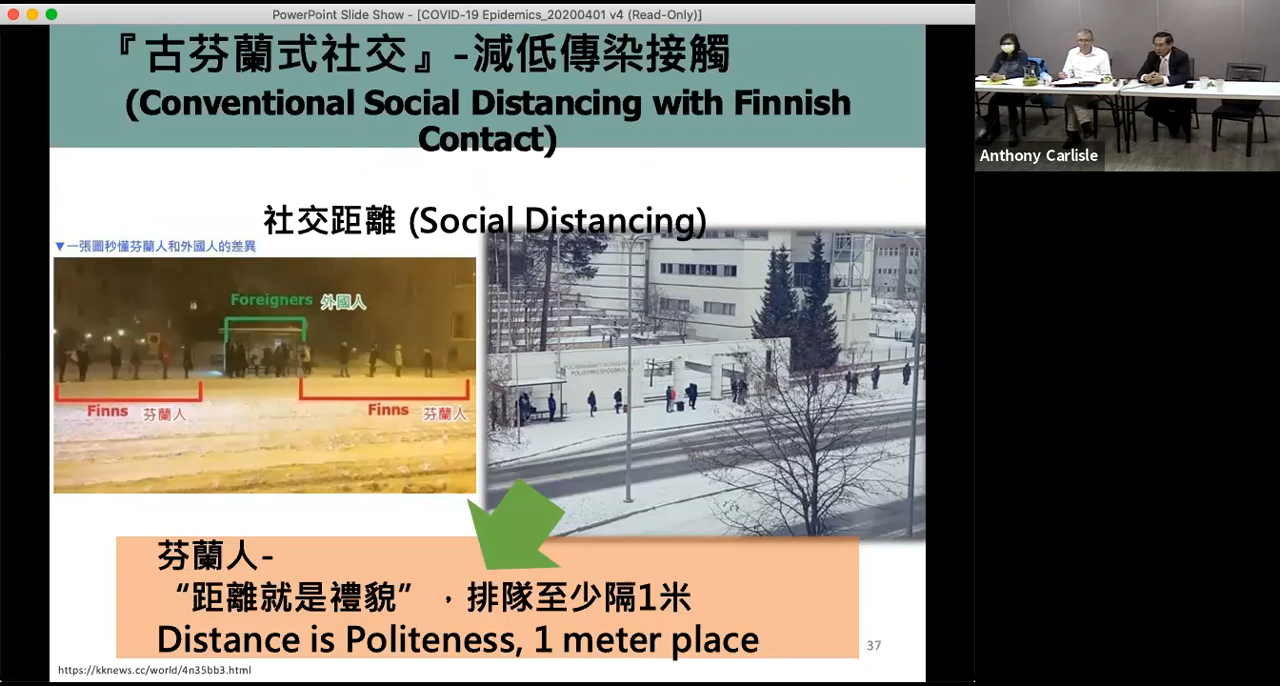 PowerPoint Slide Show - [COVID-19 Epidemics_20200401 v4 (Read-Only)]
『古芬蘭式社交』-減低傳染接觸
(Conventional Social Distancing with Finnish
Contact)
社交距離 (Social Distancing)
▼一張圖秒懂芬蘭人和外國人的差異
Foreigners 外國人
Finns 芬蘭人
Finns 芬蘭人
芬蘭人-
“距離就是禮貌”，排隊至少隔1米
Distance is Politeness, 1 meter place
37
https://kknews.cc/world/4n35bb3.html
Anthony Carlisle